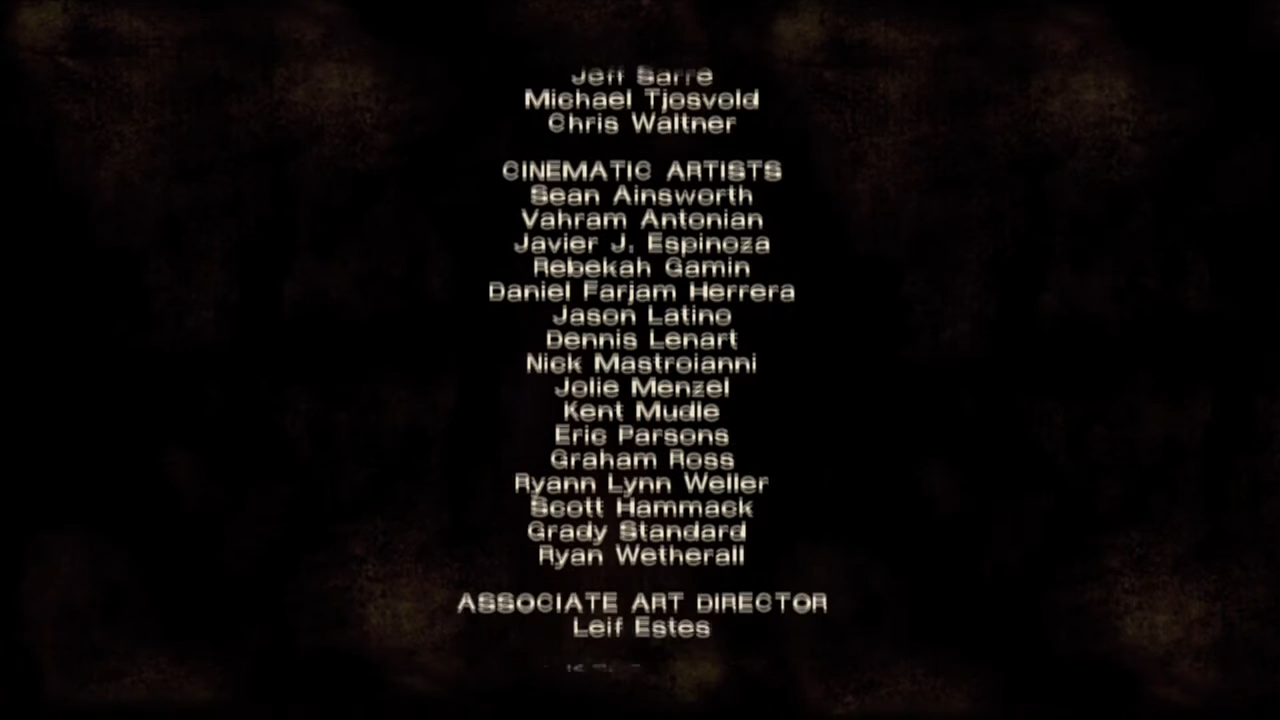 Jeff Sarre
Michael Tjosvold
Chris Waltner
CINEMATIC ARTISTS
Sean Ainsworth
Vahram Antonian
Javier J. Espinoza
Rebekah Gamin
Daniel Farjam Herrera
Jason Latino
Dennis Lenart
Nick Mastroianni
Jolie Menzel
Kent Mudle
Eric Parsons
Graham Ross
Ryann Lynn Weller
Scott Hammack
Grady Standard
Ryan Wetherall
ASSOCIATE ART DIRECTOR
Leif Estes